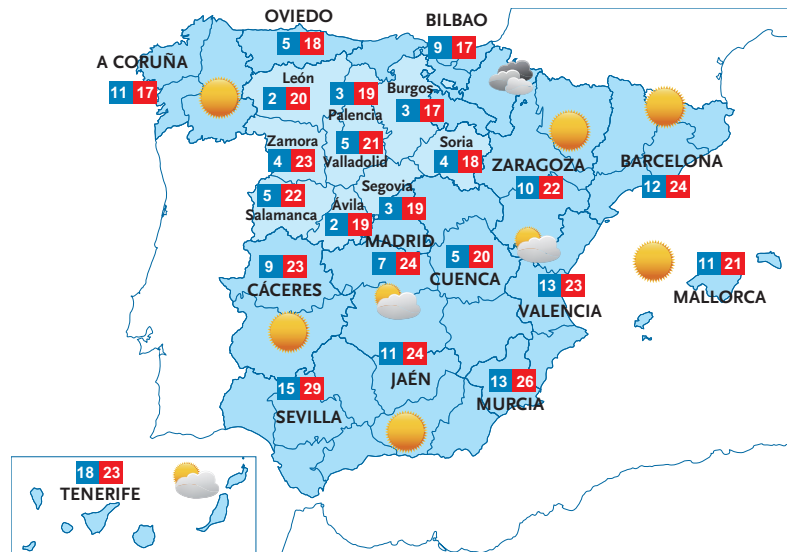 OVIEDO
5 18
BILBAO
9 17
A CORUÑA
11 17
León
2 20
3 19
Palencia
Burgos
3 17
Zamora
4 23
5 21
Valladolid
Soria
4 18
ZARAGOZA
10 22
BARCELONA
12 24
5 22
Salamanca
Ávila
2 19
Segovia
3 19
MADRID
7 24
5 20
CUENCA
9 23
CÁCERES
13 23
VALENCIA
11 21
MALLORCA
11 24
JAÉN
15 29
SEVILLA
13 26
MURCIA
18 23
TENERIFE